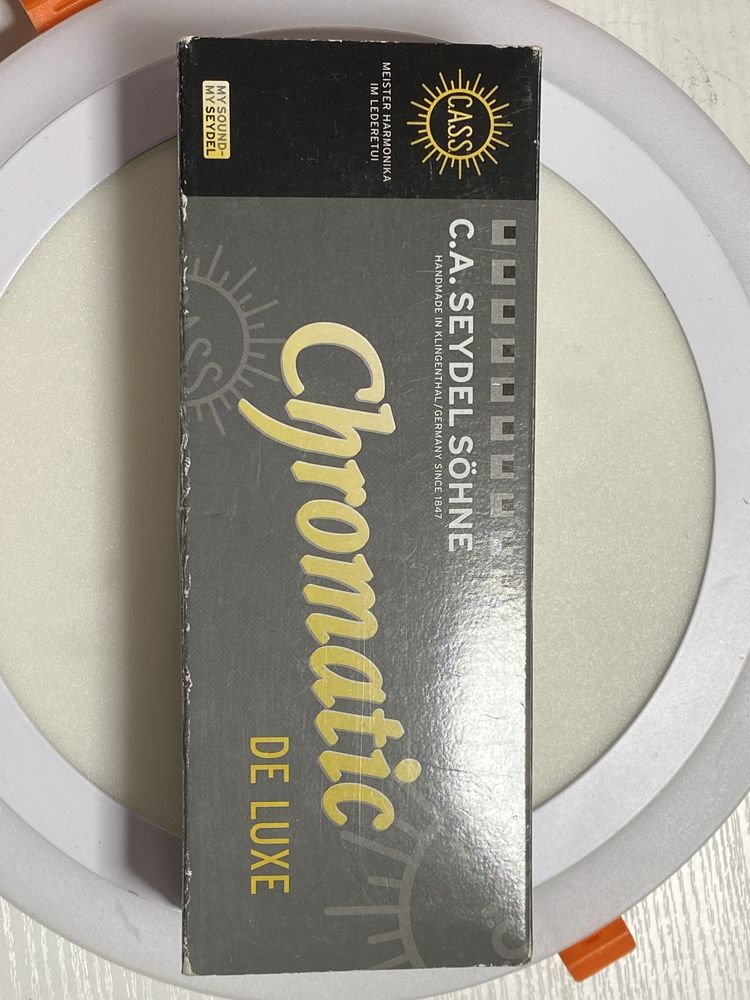 CASS
MEISTER HARMONIKA
IM LEDERETUI
MY SOUND-
MY SEYDEL
C.A. SEYDEL SÖHNE
HANDMADE IN KLINGENTHAL/GERMANY SINCE 1847
Chromatic
DE LUXE